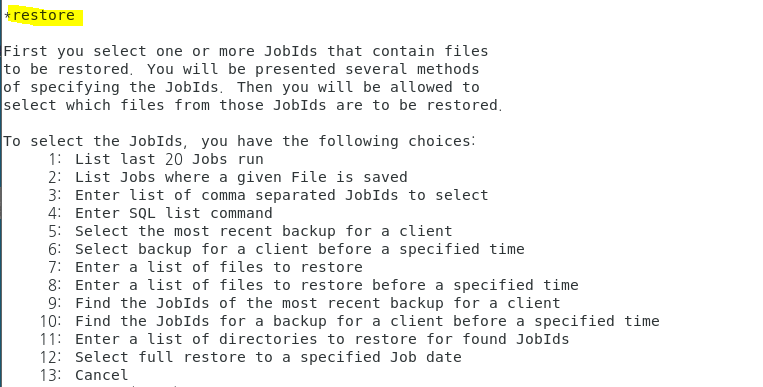 *restore
First you select one or more JobIds that contain files
to be restored. You will be presented several methods
of specifying the JobIds. Then you will be allowed to
select which files from those JobIds are to be restored.
To select the JobIds, you have the following choices:
1: List last 20 Jobs run
2: List Jobs where a given File is saved
3: Enter list of comma separated JobIds to select
4: Enter SQL list command
5: Select the most recent backup for a client
6: Select backup for a client before a specified time
7: Enter a list of files to restore
8: Enter a list of files to restore before a specified time
9: Find the JobIds of the most recent backup for a client
10: Find the JobIds for a backup for a client before a specified time
11: Enter a list of directories to restore for found JobIds
12: Select full restore to a specified Job date
13: Cancel